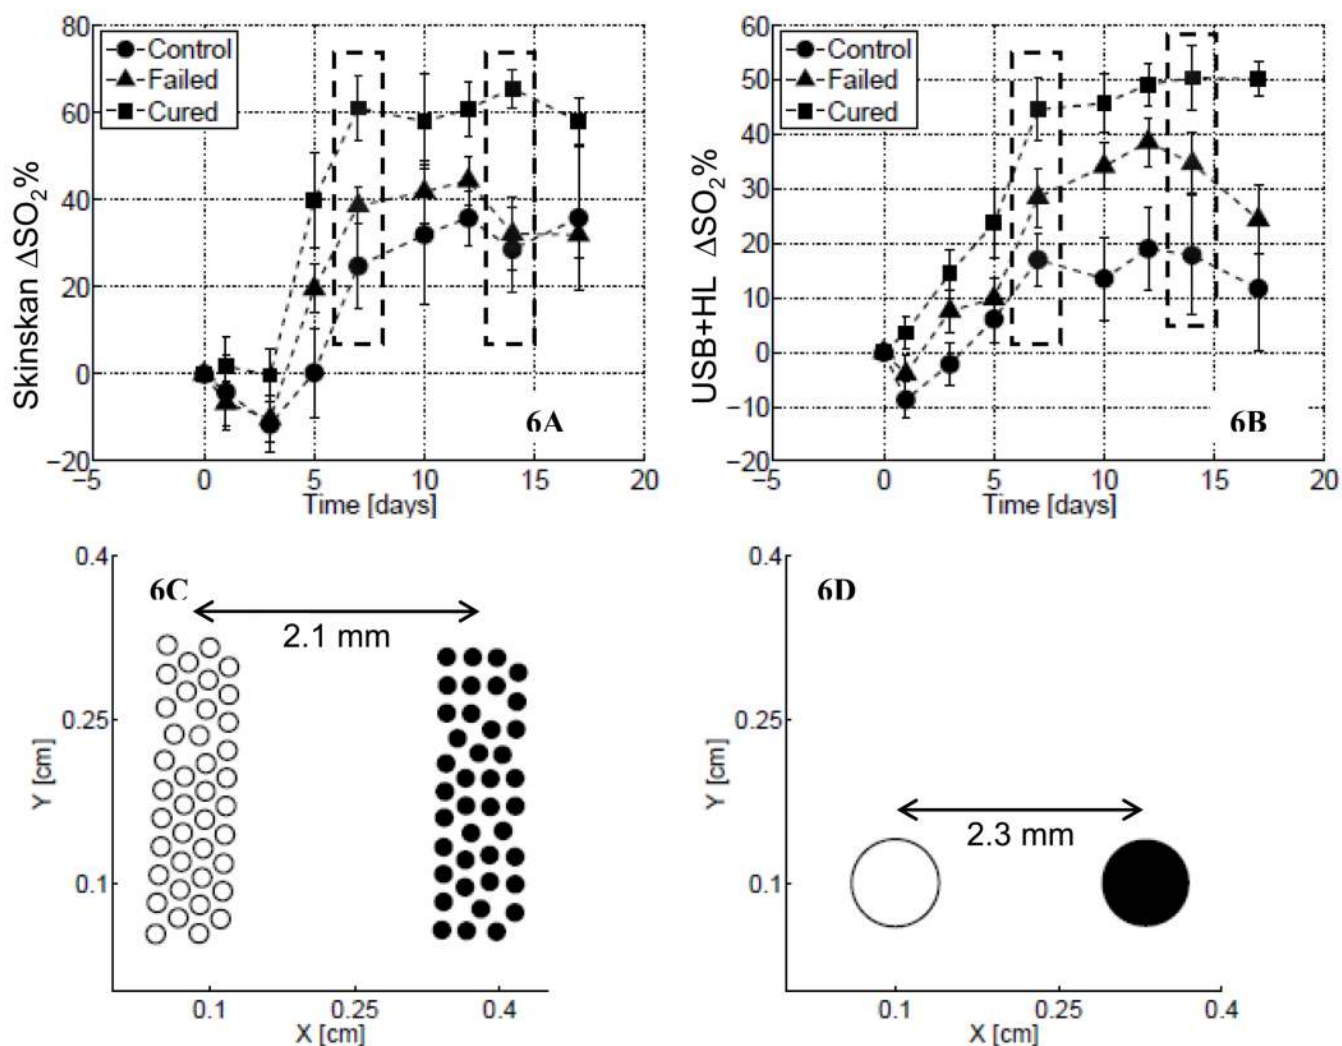 80
60
40
20
0
−20
−5
0
5
10
15
20
Control
Failed
Cured
Skinskan ΔSO2%
Time [days]
6A
60
50
40
30
20
10
0
−10
−20
−5
0
5
10
15
20
Control
Failed
Cured
USB+HL ΔSO2%
Time [days]
6B
0.4
0.25
0.1
6C
2.1 mm
Y [cm]
0.1
0.25
0.4
X [cm]
0.4
0.25
0.1
6D
2.3 mm
Y [cm]
0.1
0.25
0.4
X [cm]